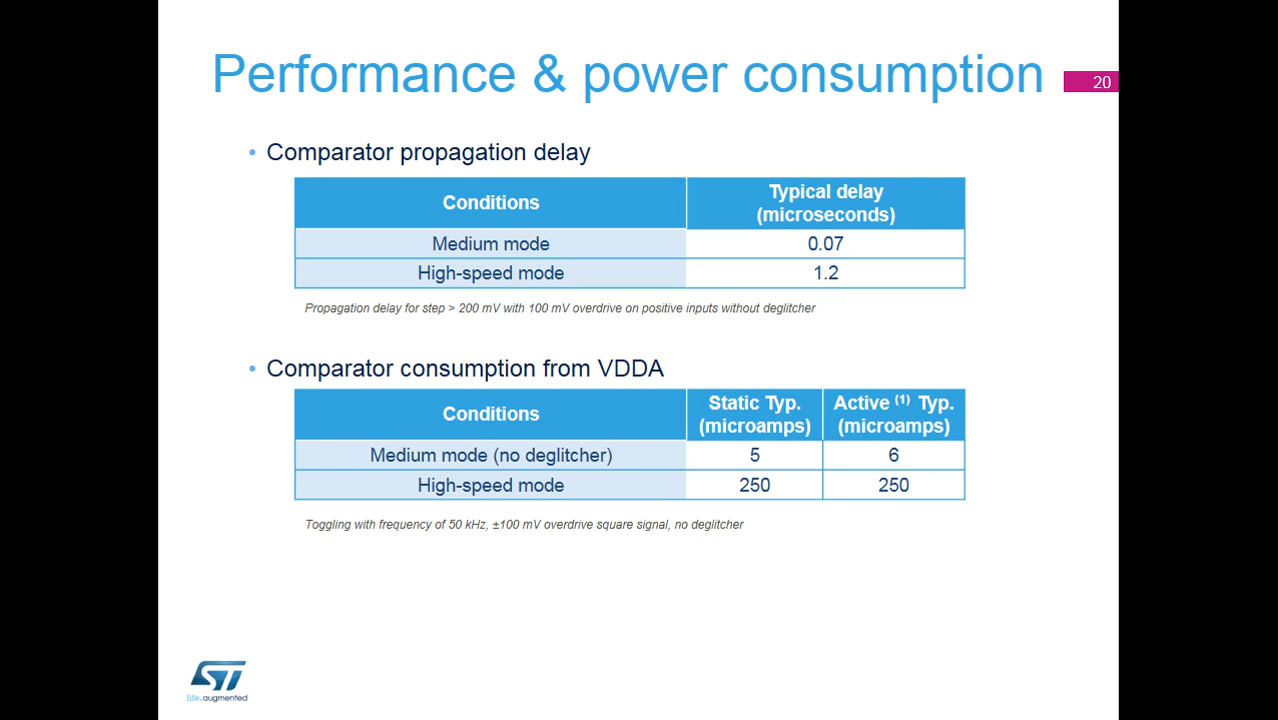 Performance & power consumption
20
• Comparator propagation delay
Conditions
Typical delay
(microseconds)
Medium mode
0.07
High-speed mode
1.2
Propagation delay for step > 200 mV with 100 mV overdrive on positive inputs without deglitcher
• Comparator consumption from VDDA
Conditions
Static Typ.
(microamps)
Active (1) Typ.
(microamps)
Medium mode (no deglitcher)
5
6
High-speed mode
250
250
Toggling with frequency of 50 kHz, ±100 mV overdrive square signal, no deglitcher
ST
life.augmented